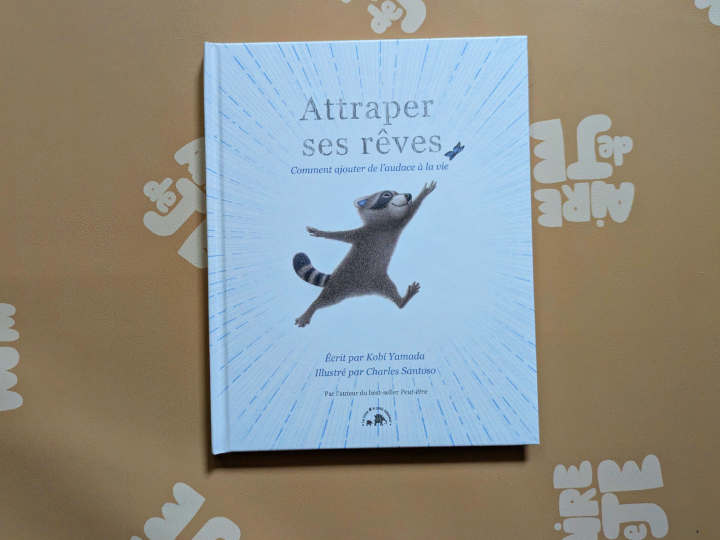 Attraper
ses rêves
Comment ajouter de l'audace à la vie
Écrit par Kobi Yamada
Illustré par Charles Santoso
Par l'auteur du best-seller Peut-être